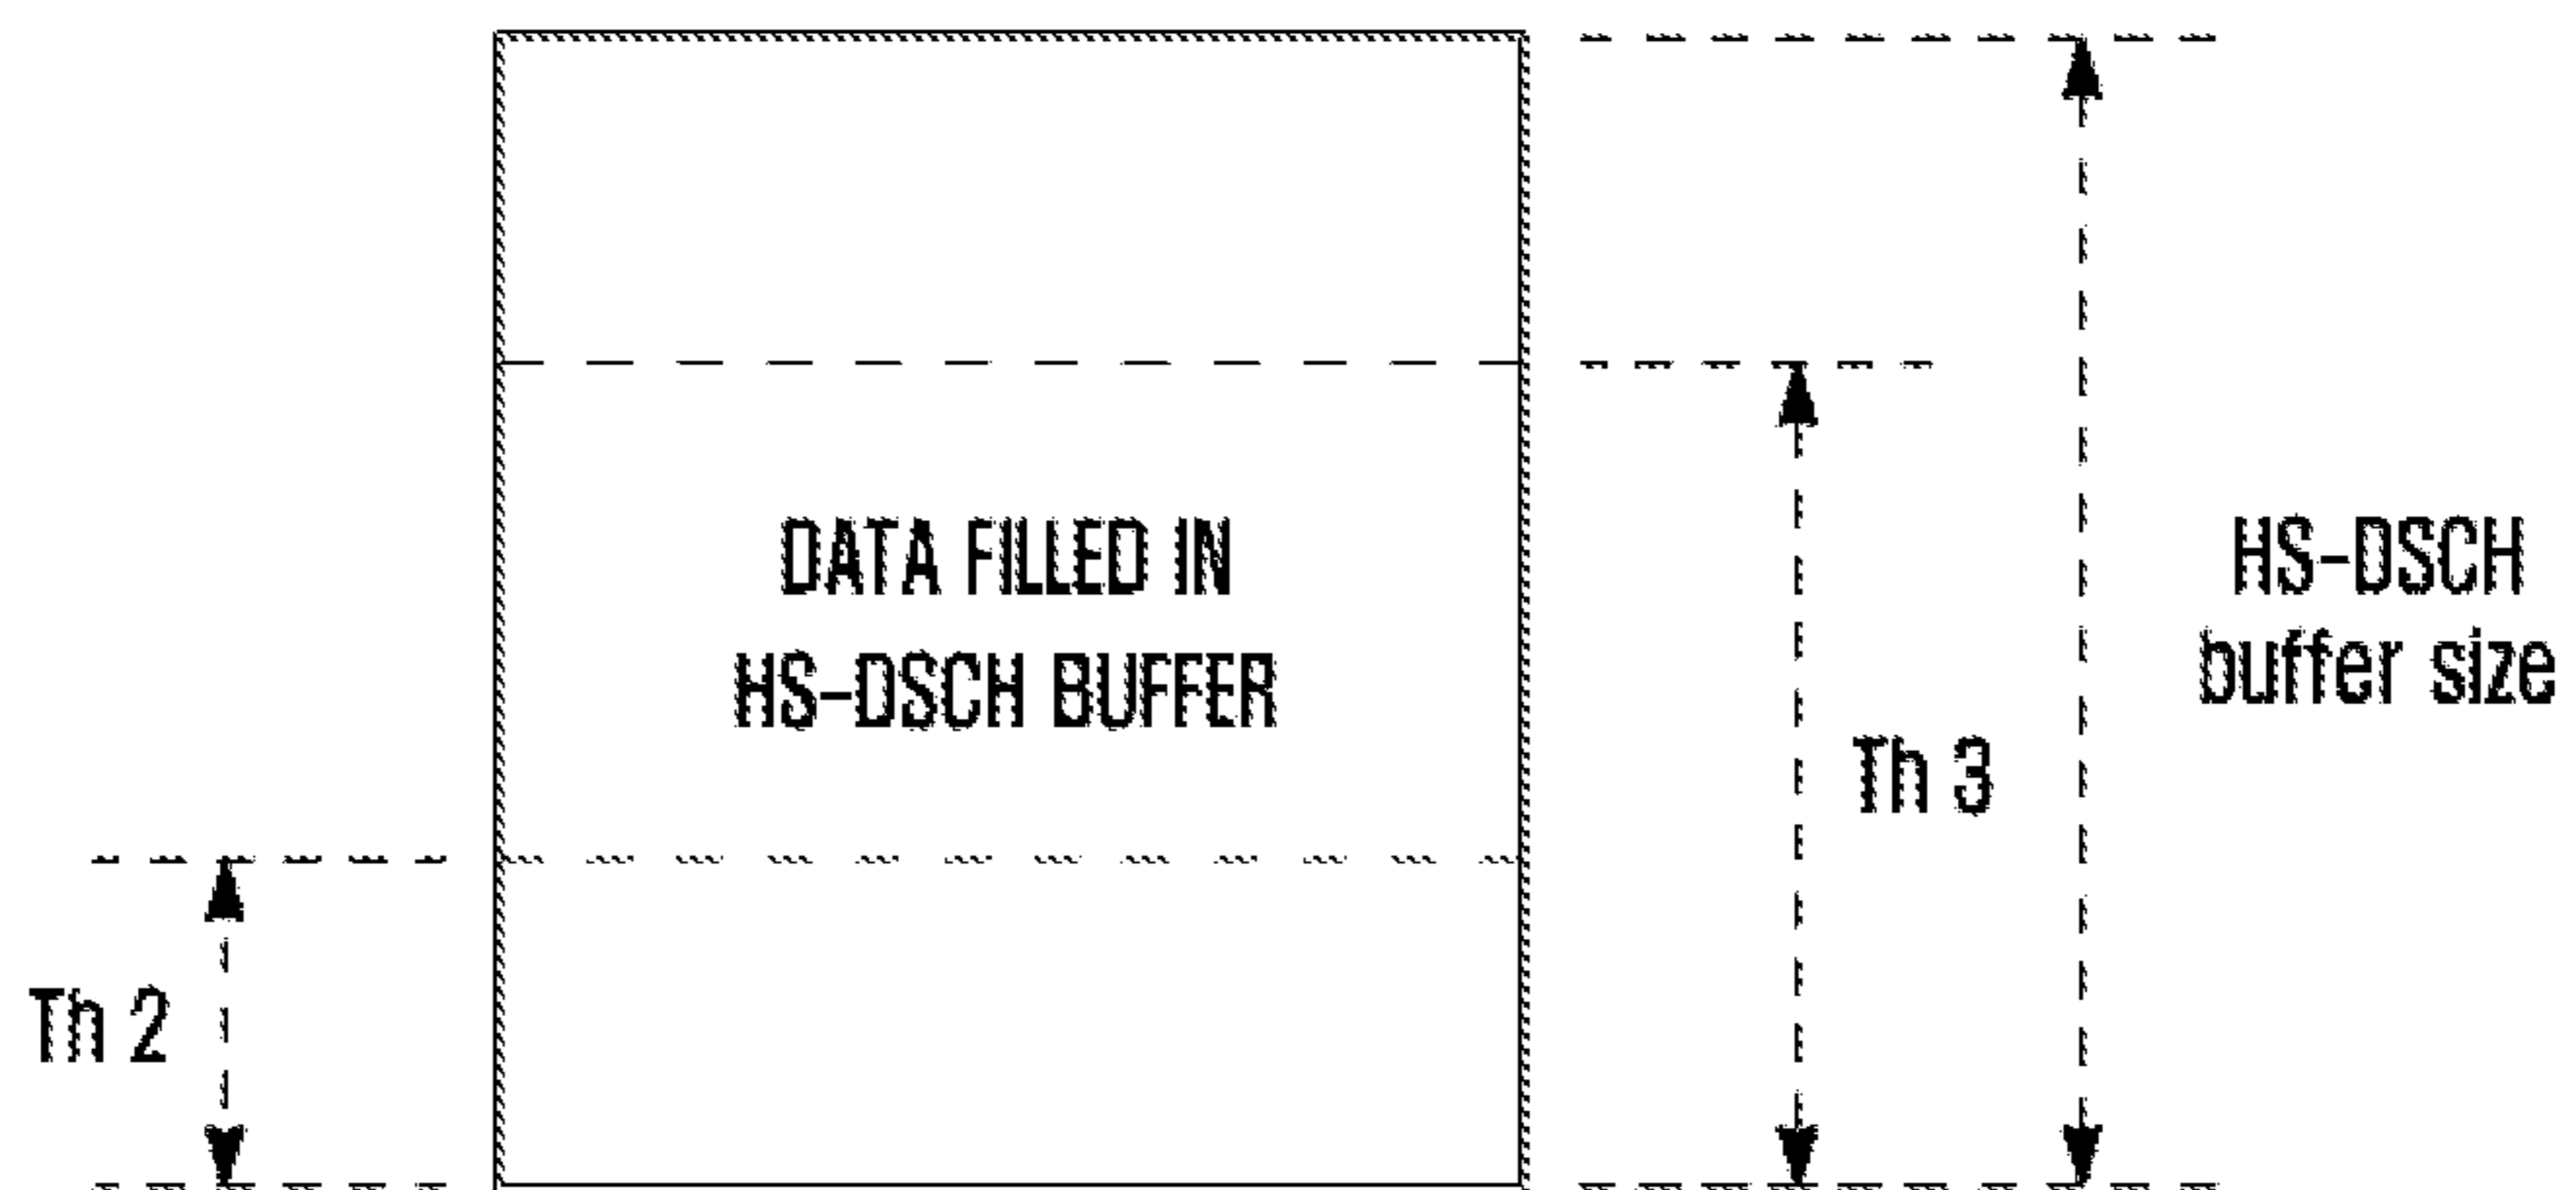 DATA FILLED IN
HS-DSCH BUFFER
HS-DSCH
buffer size
Th 3
Th 2